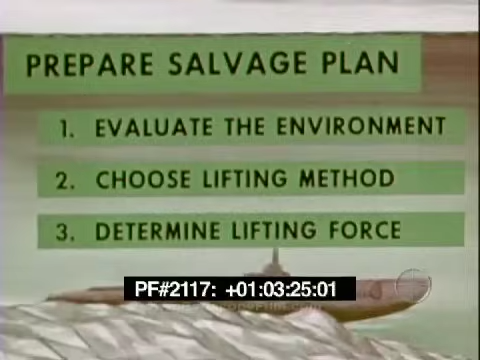 PREPARE SALVAGE PLAN
1. EVALUATE THE ENVIRONMENT
2. CHOOSE LIFTING METHOD
3. DETERMINE LIFTING FORCE
PF#2117: +01:03:25:01